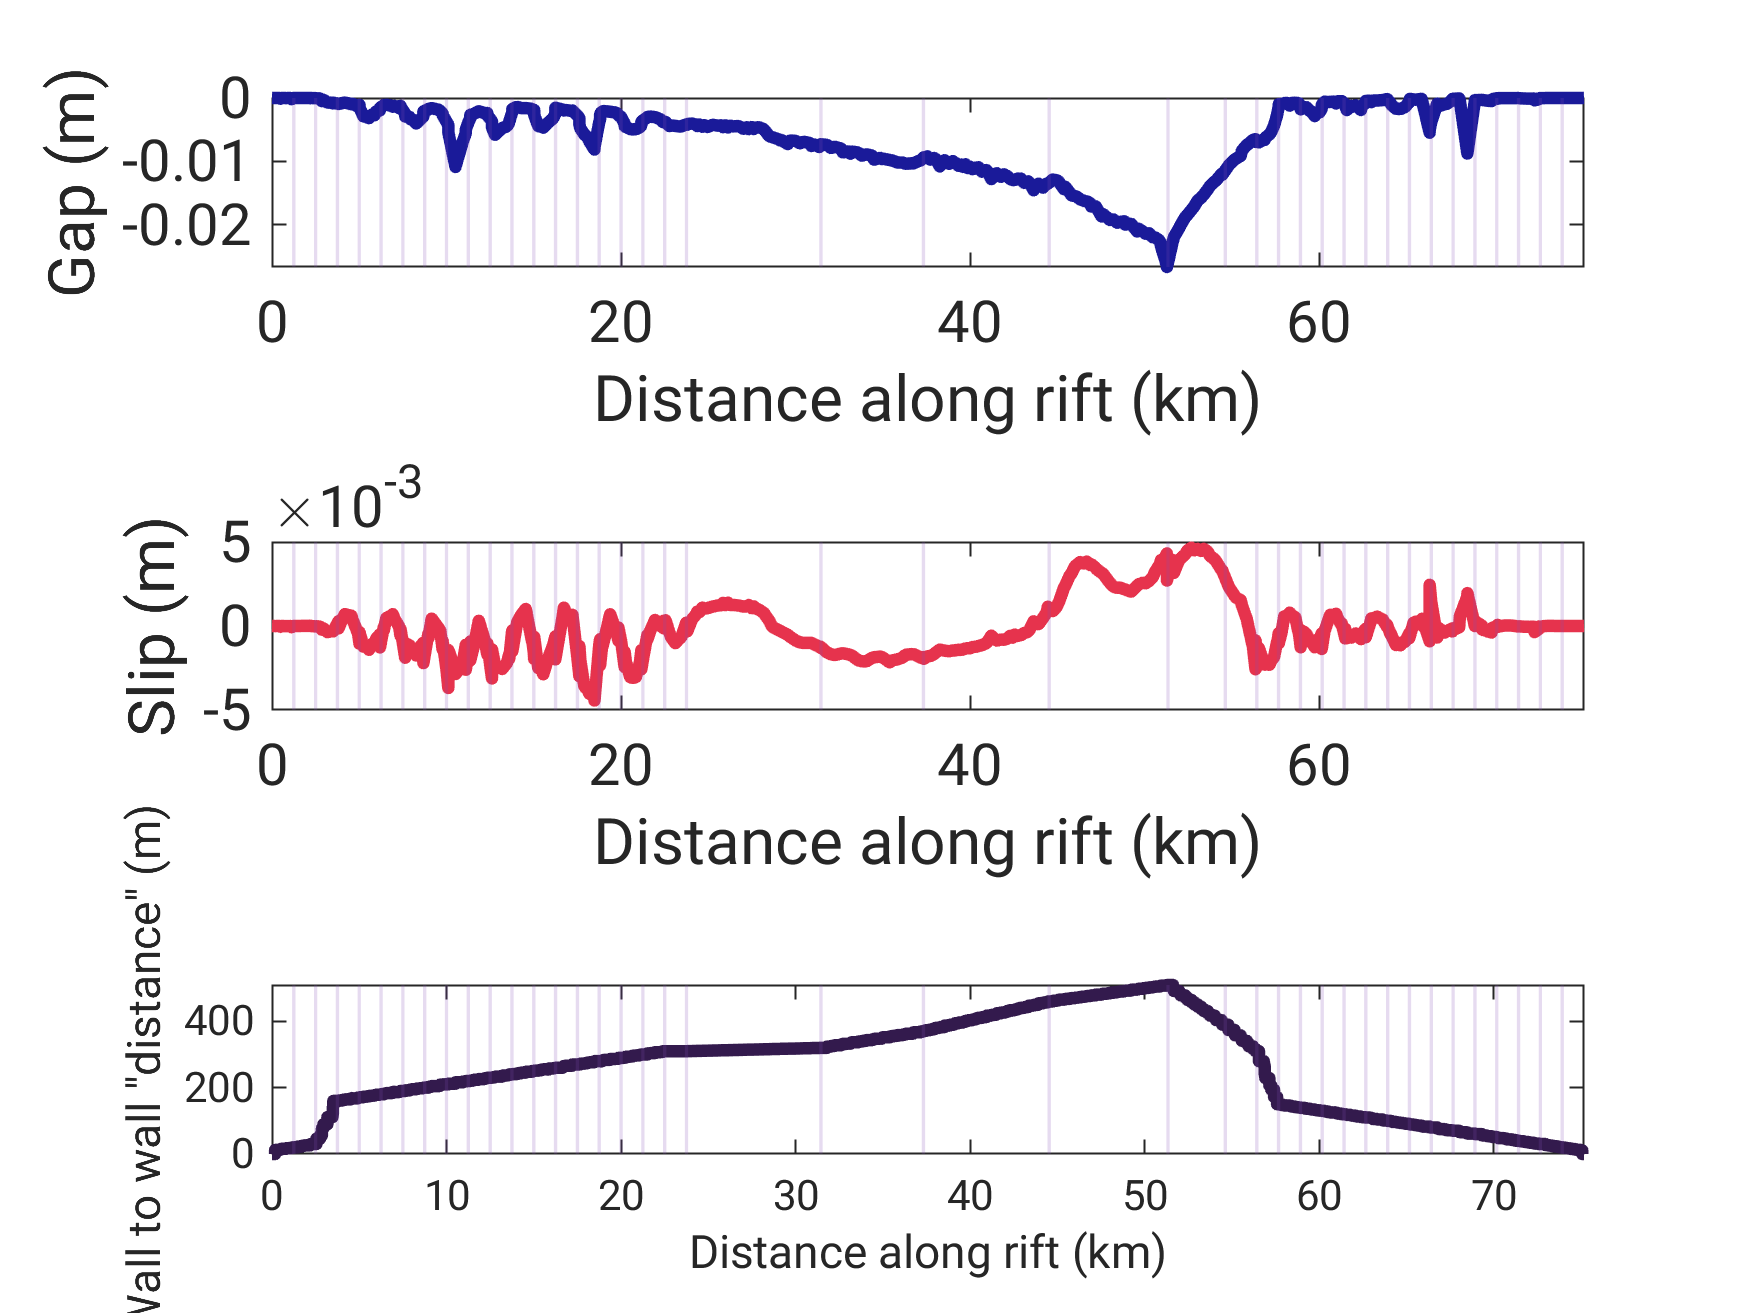 Gap (m)
0
-0.01
-0.02
0 20 40 60
Distance along rift (km)
×10-3
Slip (m)
5
0
-5
0 20 40 60
Distance along rift (km)
to wall "distance" (m)
400
200
0
0 10 20 30 40 50 60 70
Distance along rift (km)